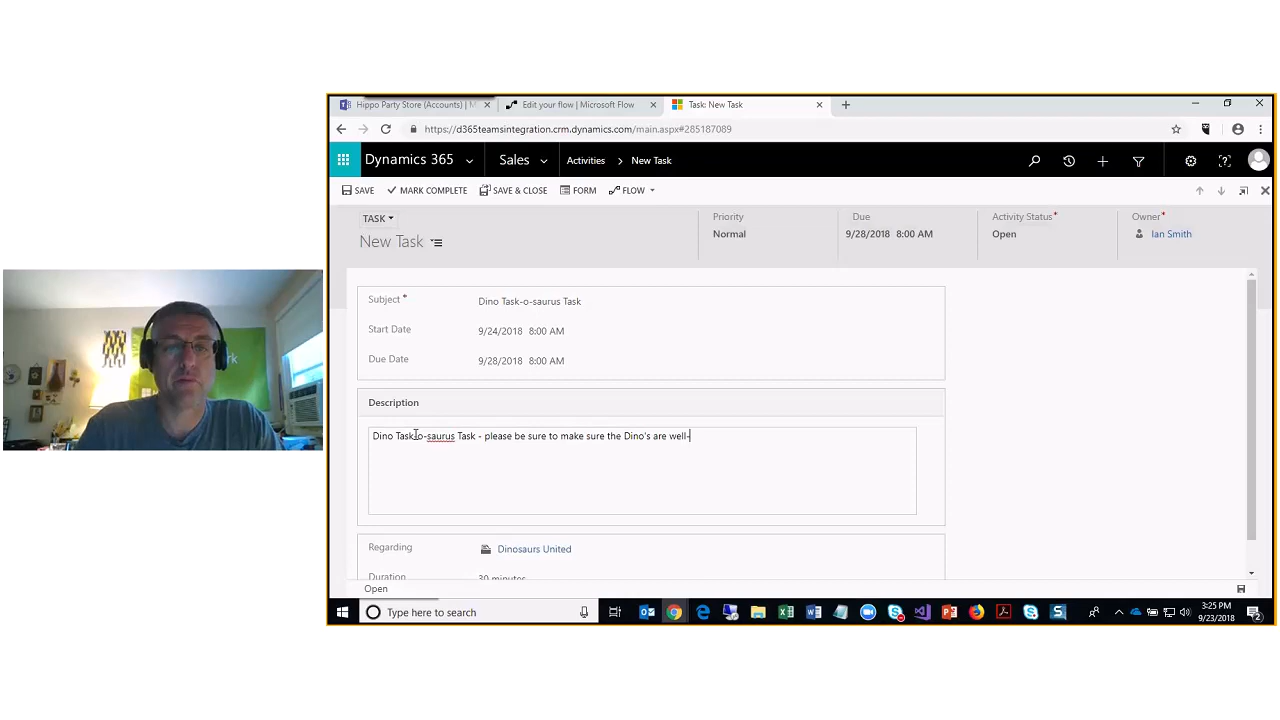 Hippo Party Store (Accounts) | M
Edit your flow | Microsoft Flow
Task: New Task
https://d365teamsintegration.crm.dynamics.com/main.aspx#285187089
Dynamics 365
Sales
Activities > New Task
SAVE
MARK COMPLETE
SAVE & CLOSE
FORM
FLOW
TASK
New Task
Priority
Normal
Due
9/28/2018 8:00 AM
Activity Status*
Open
Owner*
Ian Smith
Subject * Dino Task-o-saurus Task
Start Date 9/24/2018 8:00 AM
Due Date 9/28/2018 8:00 AM
Description
Dino Task-o-saurus Task - please be sure to make sure the Dino's are well-
Regarding Dinosaurs United
Duration 30 minutes
Open
Type here to search
3:25 PM
9/23/2018
2
rk